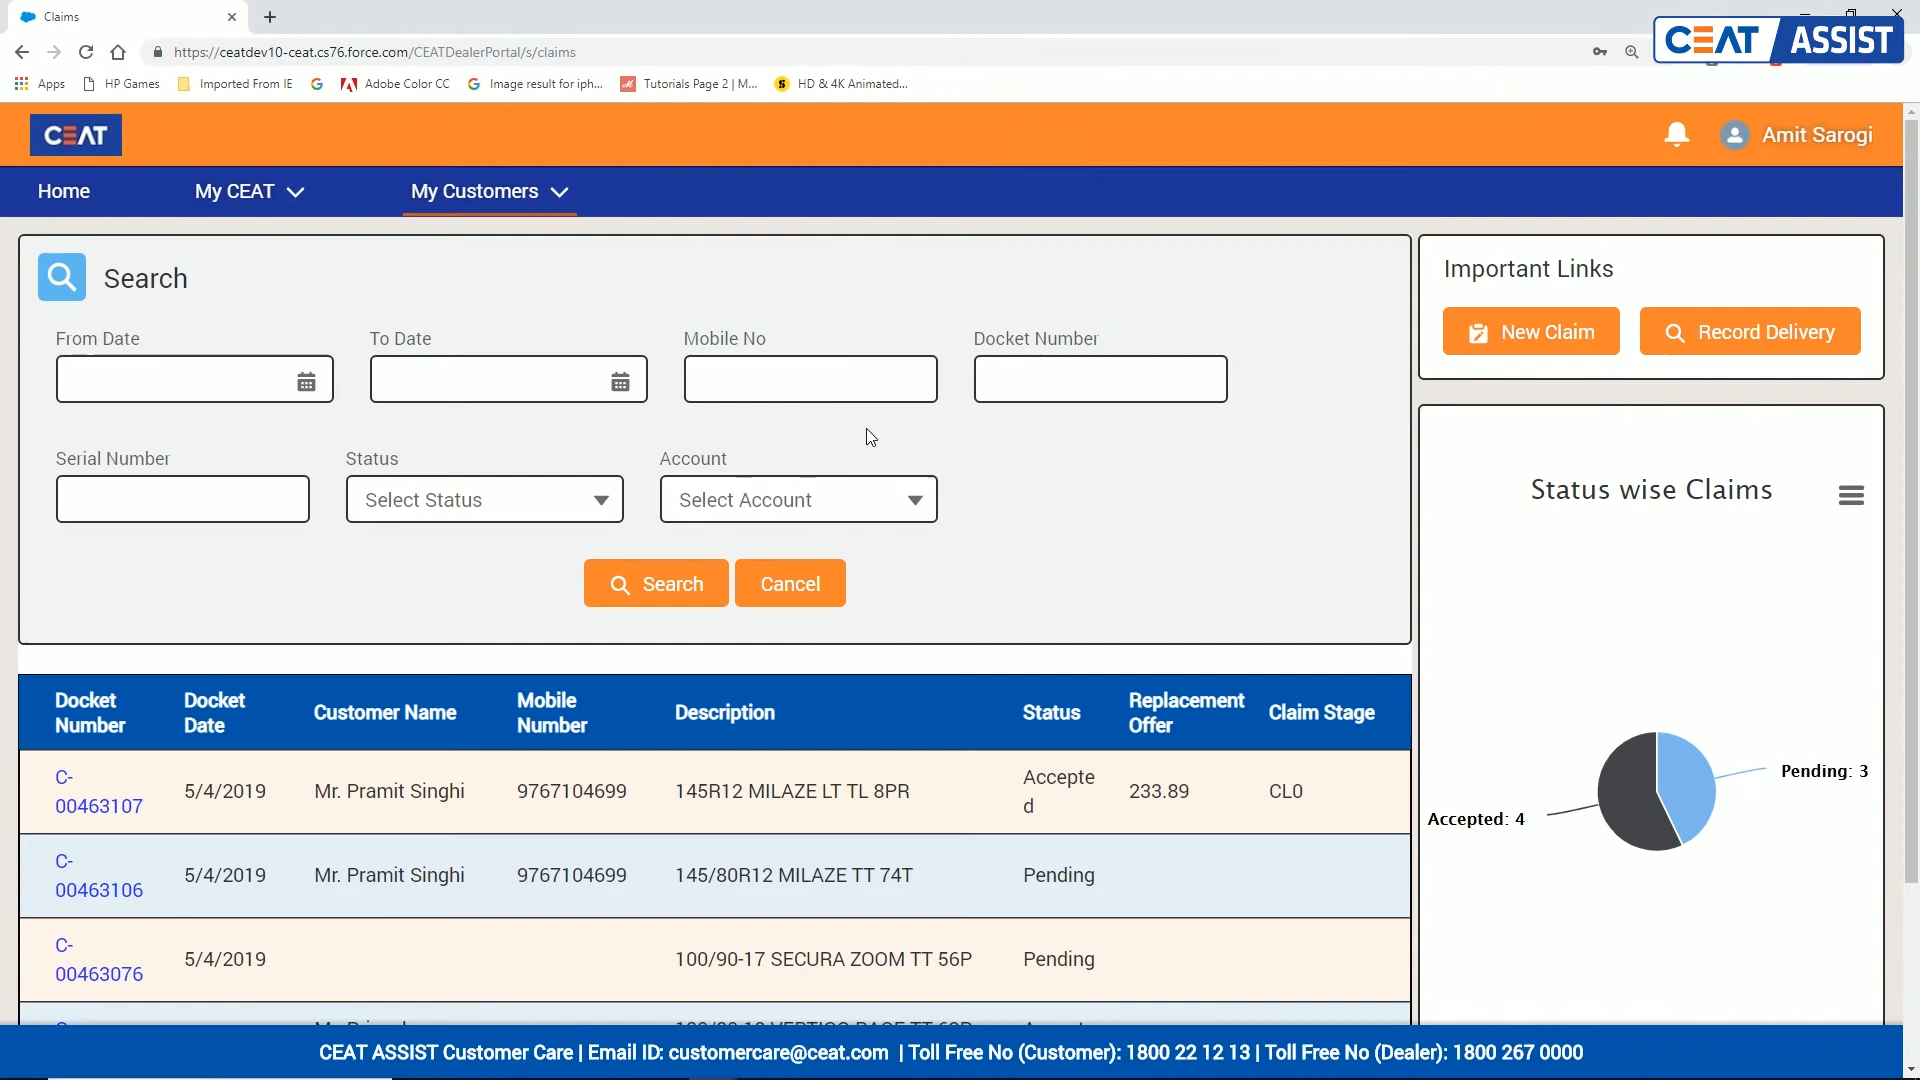 Claims
CEAT ASSIST
https://ceatdev10-ceat.cs76.force.com/CEATDealerPortal/s/claims
Apps HP Games Imported From IE Adobe Color CC Image result for iph... Tutorials Page 2 | M... HD & 4K Animated...
CEAT Amit Sarogi
Home My CEAT My Customers
Search
From Date To Date Mobile No Docket Number
Serial Number Status Account
Select Status Select Account
Search Cancel
Important Links
New Claim Record Delivery
Status wise Claims
Pending: 3
Accepted: 4
Docket Number Docket Date Customer Name Mobile Number Description Status Replacement Offer Claim Stage
C-00463107 5/4/2019 Mr. Pramit Singhi 9767104699 145R12 MILAZE LT TL 8PR Accepted 233.89 CL0
C-00463106 5/4/2019 Mr. Pramit Singhi 9767104699 145/80R12 MILAZE TT 74T Pending
C-00463076 5/4/2019 100/90-17 SECURA ZOOM TT 56P Pending
CEAT ASSIST Customer Care | Email ID: customercare@ceat.com | Toll Free No (Customer): 1800 22 12 13 | Toll Free No (Dealer): 1800 267 0000